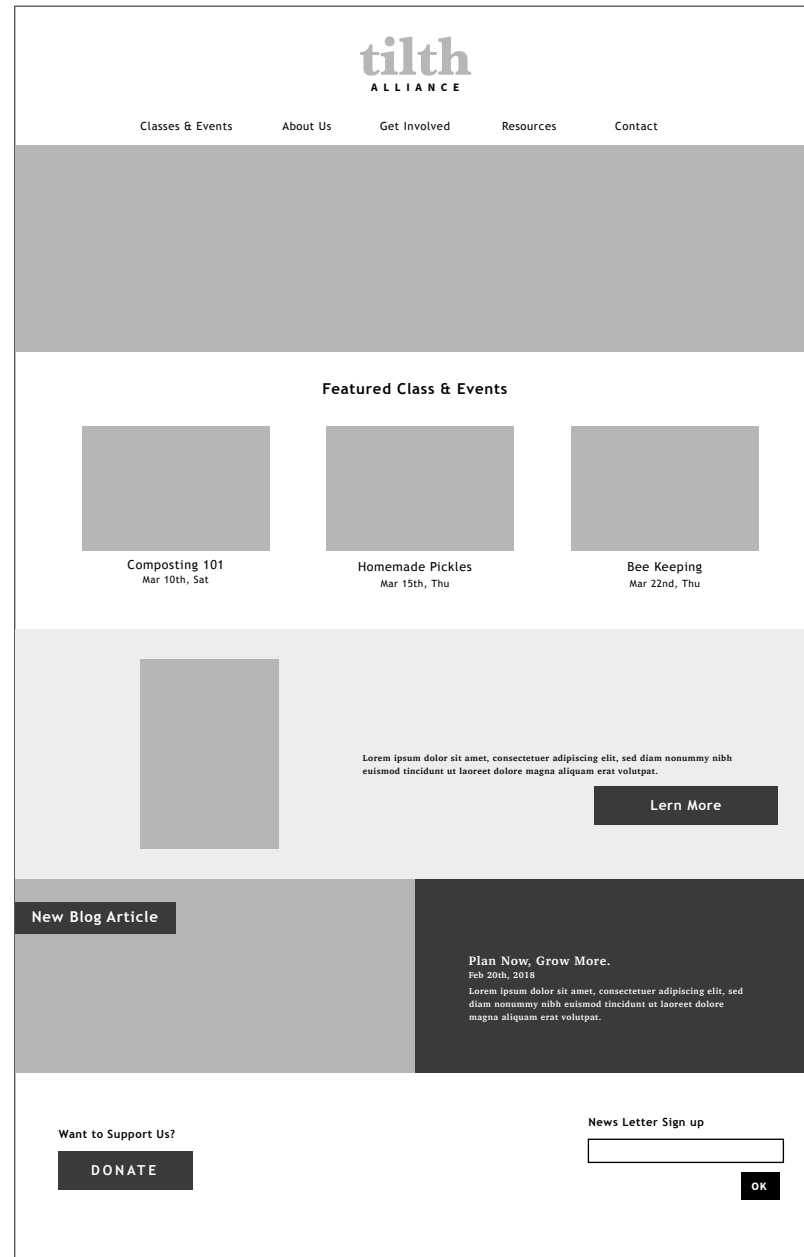 tilth
ALLIANCE
Classes & Events About Us Get Involved Resources Contact
Featured Class & Events
Composting 101
Mar 10th, Sat
Homemade Pickles
Mar 15th, Thu
Bee Keeping
Mar 22nd, Thu
Lorem ipsum dolor sit amet, consectetuer adipiscing elit, sed diam nonummy nibh
euismod tincidunt ut laoreet dolore magna aliquam erat volutpat.
Lern More
New Blog Article
Plan Now, Grow More.
Feb 20th, 2018
Lorem ipsum dolor sit amet, consectetuer adipiscing elit, sed
diam nonummy nibh euismod tincidunt ut laoreet dolore
magna aliquam erat volutpat.
Want to Support Us?
DONATE
News Letter Sign up
OK